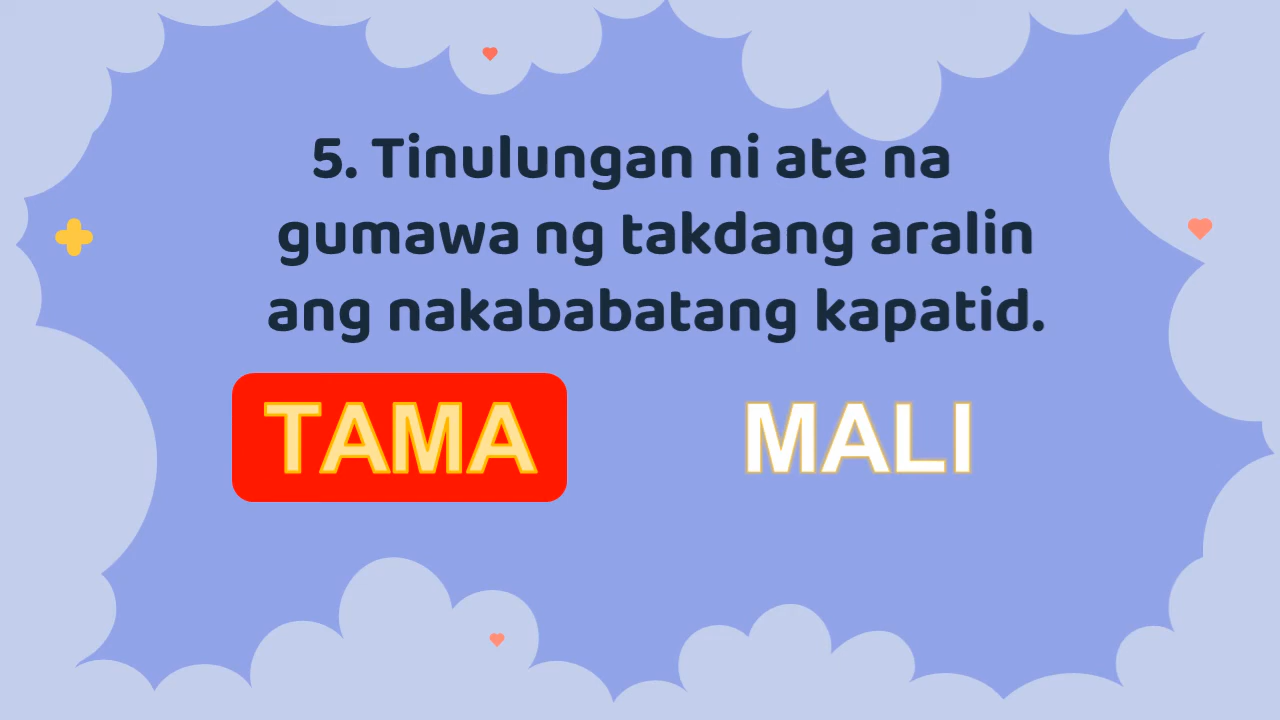 5. Tinulungan ni ate na
gumawa ng takdang aralin
ang nakababatang kapatid.
TAMA
MALI